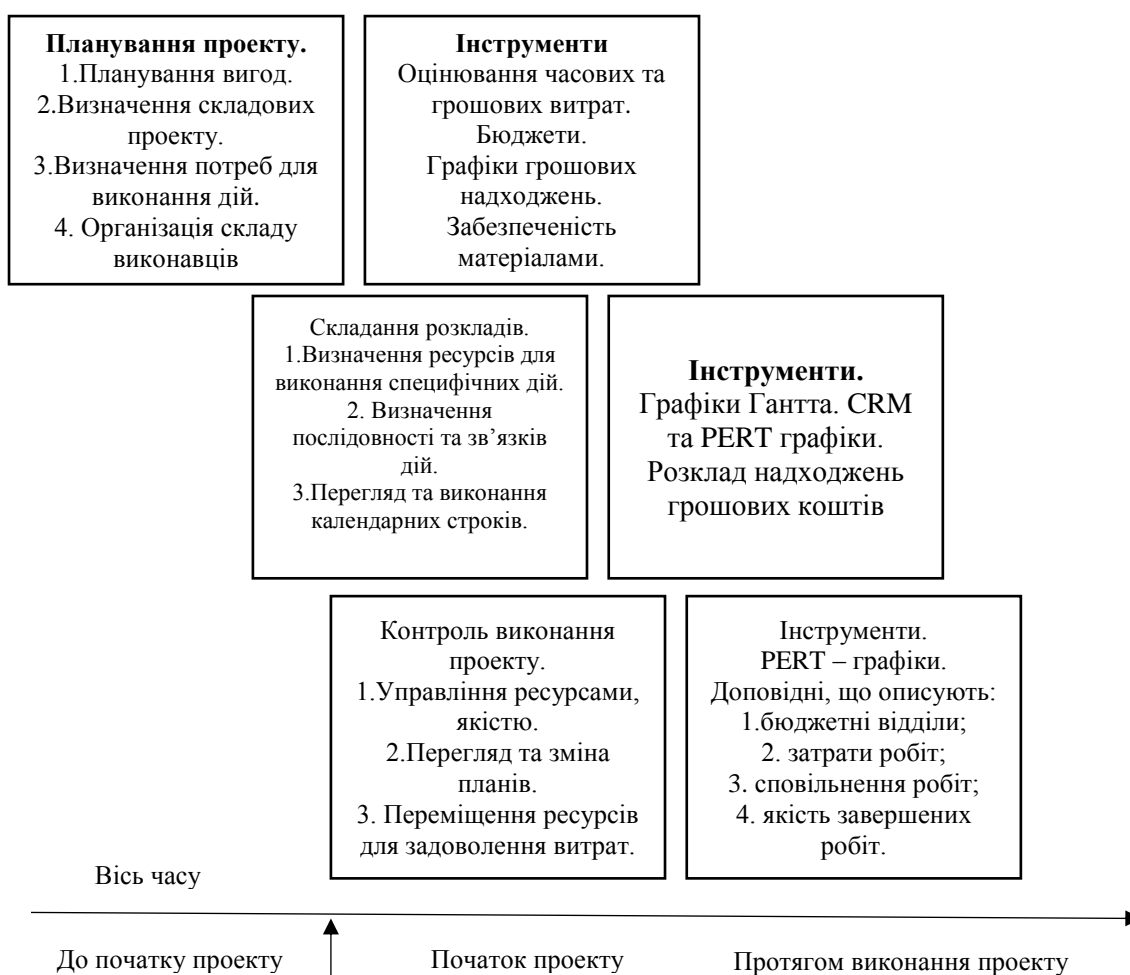 Планування проекту.
1.Планування вигод.
2.Визначення складових
проекту.
3.Визначення потреб для
виконання дій.
4. Організація складу
виконавців
Інструменти
Оцінювання часових та
грошових витрат.
Бюджети.
Графіки грошових
надходжень.
Забезпеченість
матеріалами.
Складання розкладів.
1.Визначення ресурсів для
виконання специфічних дій.
2. Визначення
послідовності та зв’язків
дій.
3.Перегляд та виконання
календарних строків.
Інструменти.
Графіки Гантта. CRM
та PERT графіки.
Розклад надходжень
грошових коштів
Контроль виконання
проекту.
1.Управління ресурсами,
якістю.
2.Перегляд та зміна
планів.
3. Переміщення ресурсів
для задоволення витрат.
Інструменти.
PERT – графіки.
Доповідні, що описують:
1.бюджетні відділи;
2. затрати робіт;
3. сповільнення робіт;
4. якість завершених
робіт.
Вісь часу
До початку проекту
Початок проекту
Протягом виконання проекту